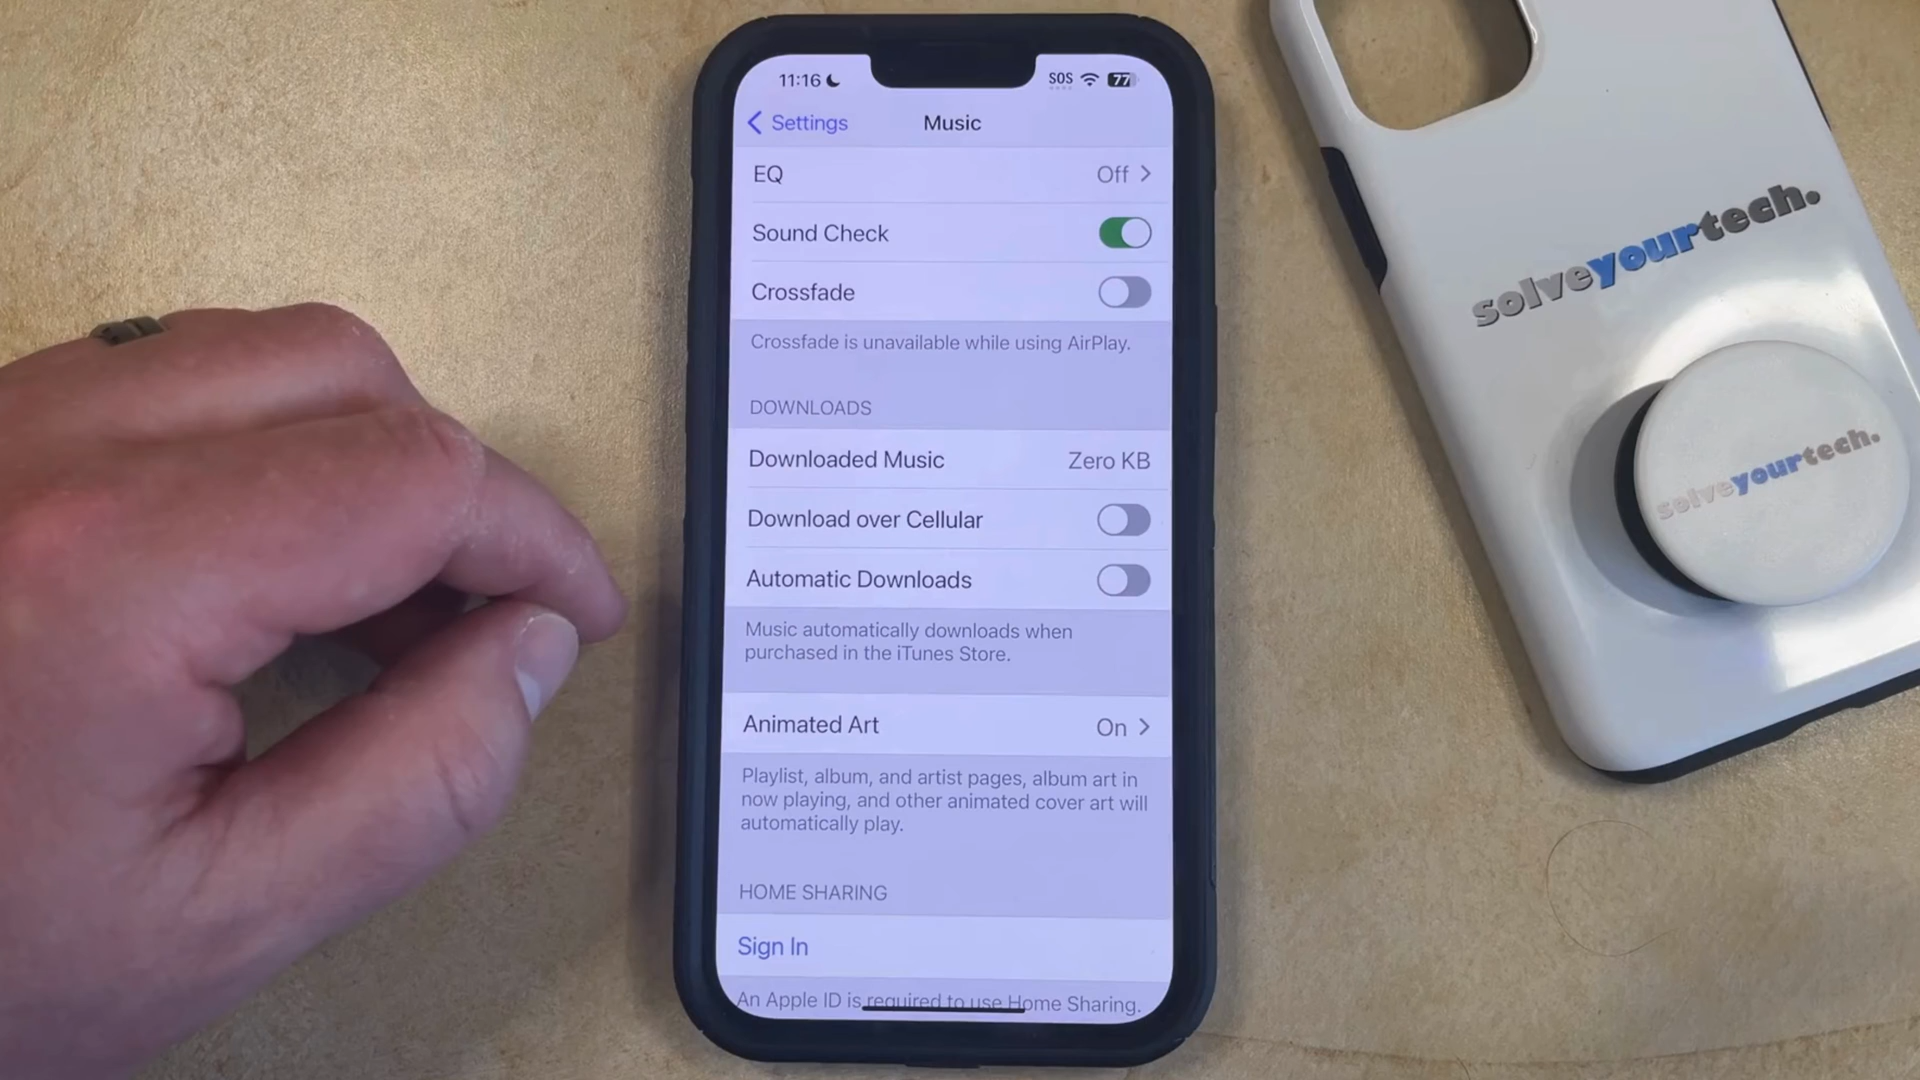 11:16
SOS
77
Settings
Music
EQ
Off
Sound Check
Crossfade
Crossfade is unavailable while using AirPlay.
DOWNLOADS
Downloaded Music
Zero KB
Download over Cellular
Automatic Downloads
Music automatically downloads when
purchased in the iTunes Store.
Animated Art
On
Playlist, album, and artist pages, album art in
now playing, and other animated cover art will
automatically play.
HOME SHARING
Sign In
An Apple ID is required to use Home Sharing.
solveyourtech.
solveyourtech.